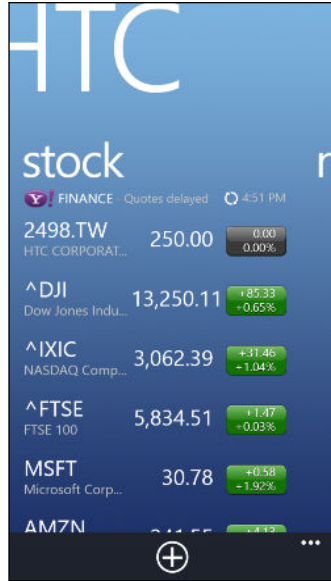 HTC
stock
Y! FINANCE - Quotes delayed 4:51 PM
2498.TW 250.00 0.00
HTC CORPORAT... 0.00%
^DJI 13,250.11 +85.33
Dow Jones Indu... +0.65%
^IXIC 3,062.39 +31.46
NASDAQ Comp... +1.04%
^FTSE 5,834.51 +1.47
FTSE 100 +0.03%
MSFT 30.78 +0.58
Microsoft Corp... +1.92%
AMZN